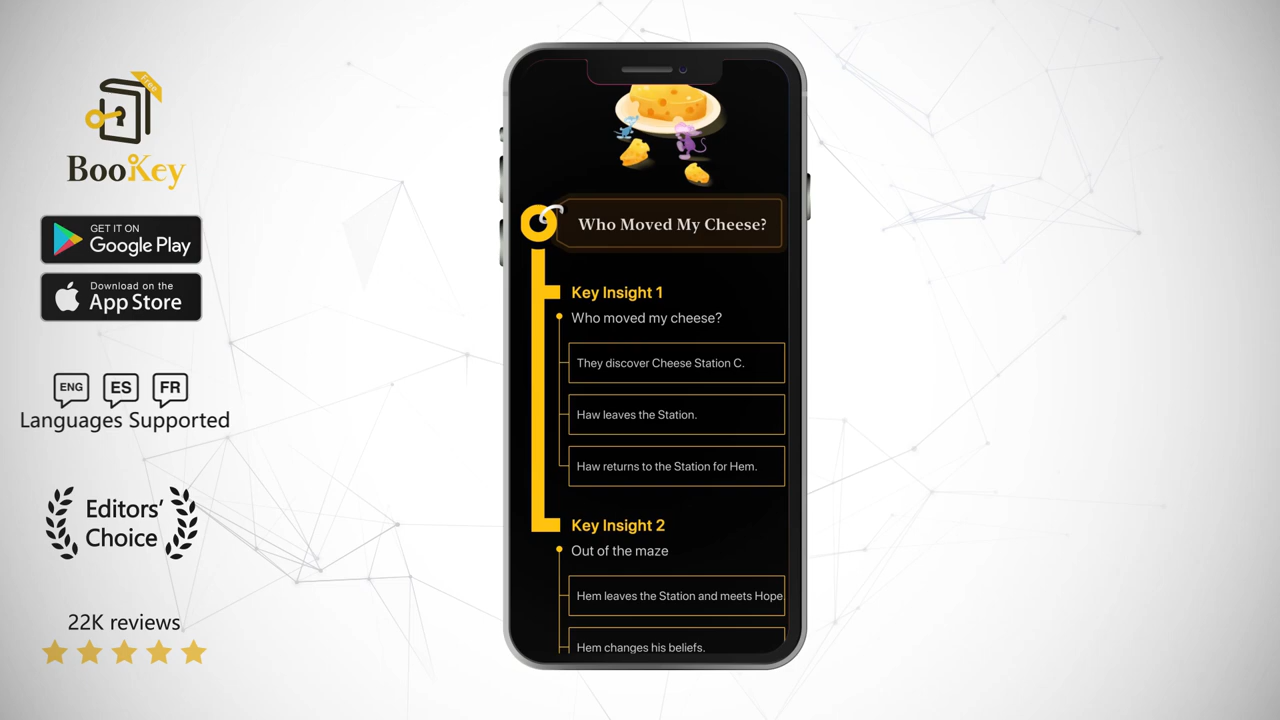 Free
BooKey
GET IT ON
Google Play
Download on the
App Store
ENG ES FR
Languages Supported
Editors'
Choice
22K reviews
Who Moved My Cheese?
Key Insight 1
Who moved my cheese?
They discover Cheese Station C.
Haw leaves the Station.
Haw returns to the Station for Hem.
Key Insight 2
Out of the maze
Hem leaves the Station and meets Hope.
Hem changes his beliefs.